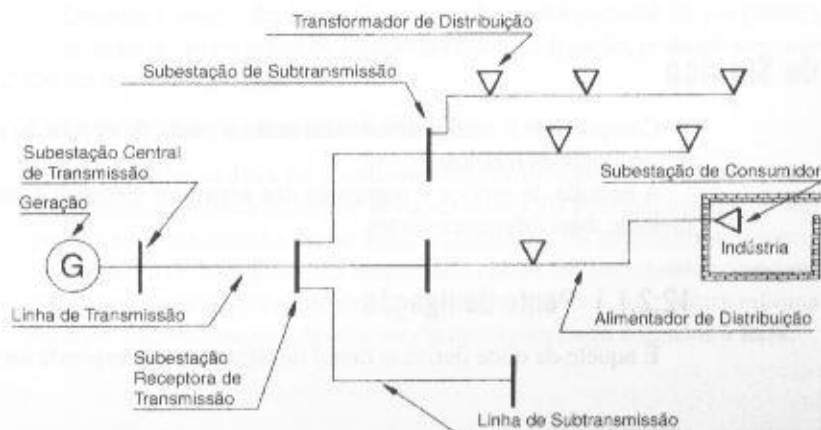 Transformador de Distribuição
Subestação de Subtransmissão
Subestação Central
de Transmissão
Geração
G
Linha de Transmissão
Subestação
Receptora de
Transmissão
Subestação de Consumidor
Indústria
Alimentador de Distribuição
Linha de Subtransmissão